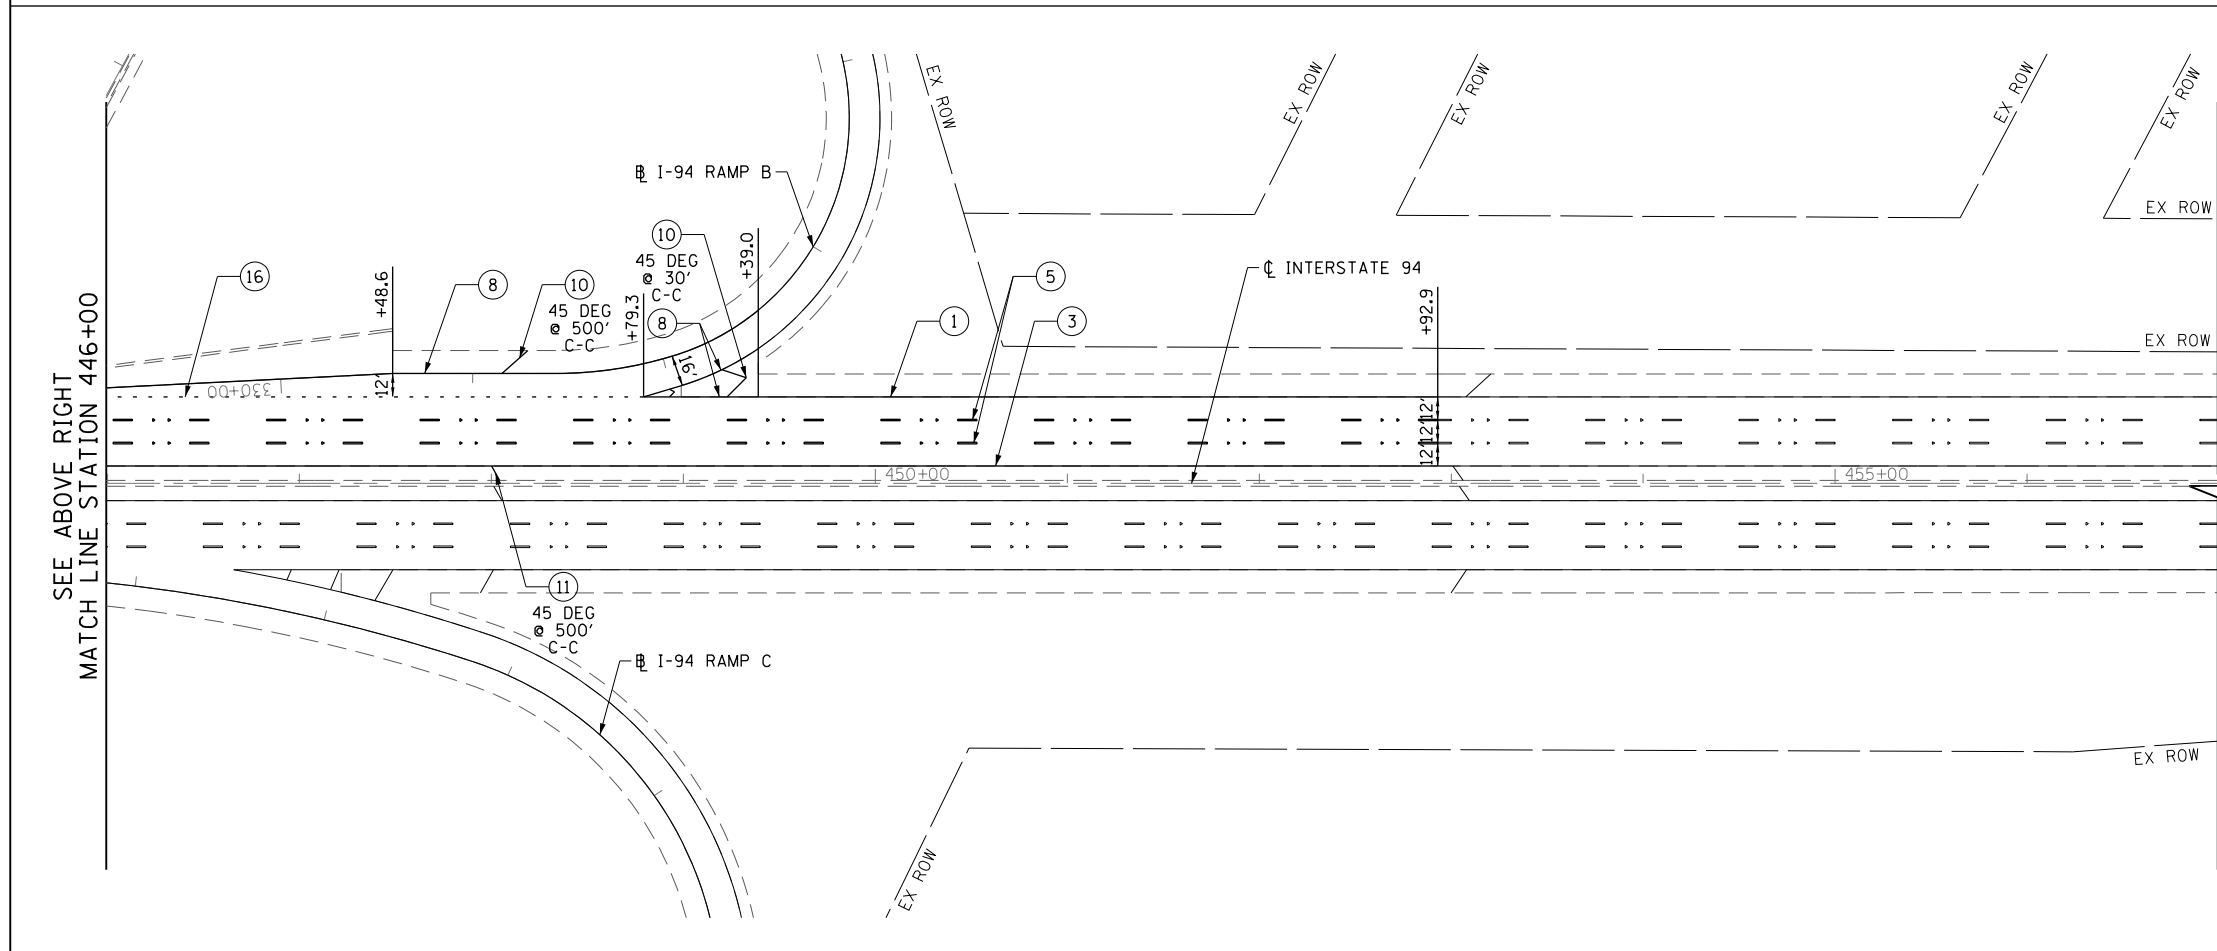 SEE ABOVE RIGHT
MATCH LINE STATION 446+00
EX ROW
EX ROW
EX ROW
EX ROW
EX ROW
EX ROW
EX ROW
EX ROW
EX ROW
℄ INTERSTATE 94
I-94 RAMP B
I-94 RAMP C
16
+48.6
8
10
45 DEG
@ 500'
C-C
10
45 DEG
@ 30'
C-C
+79.3
8
+39.0
16'
12'
1
5
3
+92.9
12'
12'
12'
330+00
450+00
455+00
11
45 DEG
@ 500'
C-C